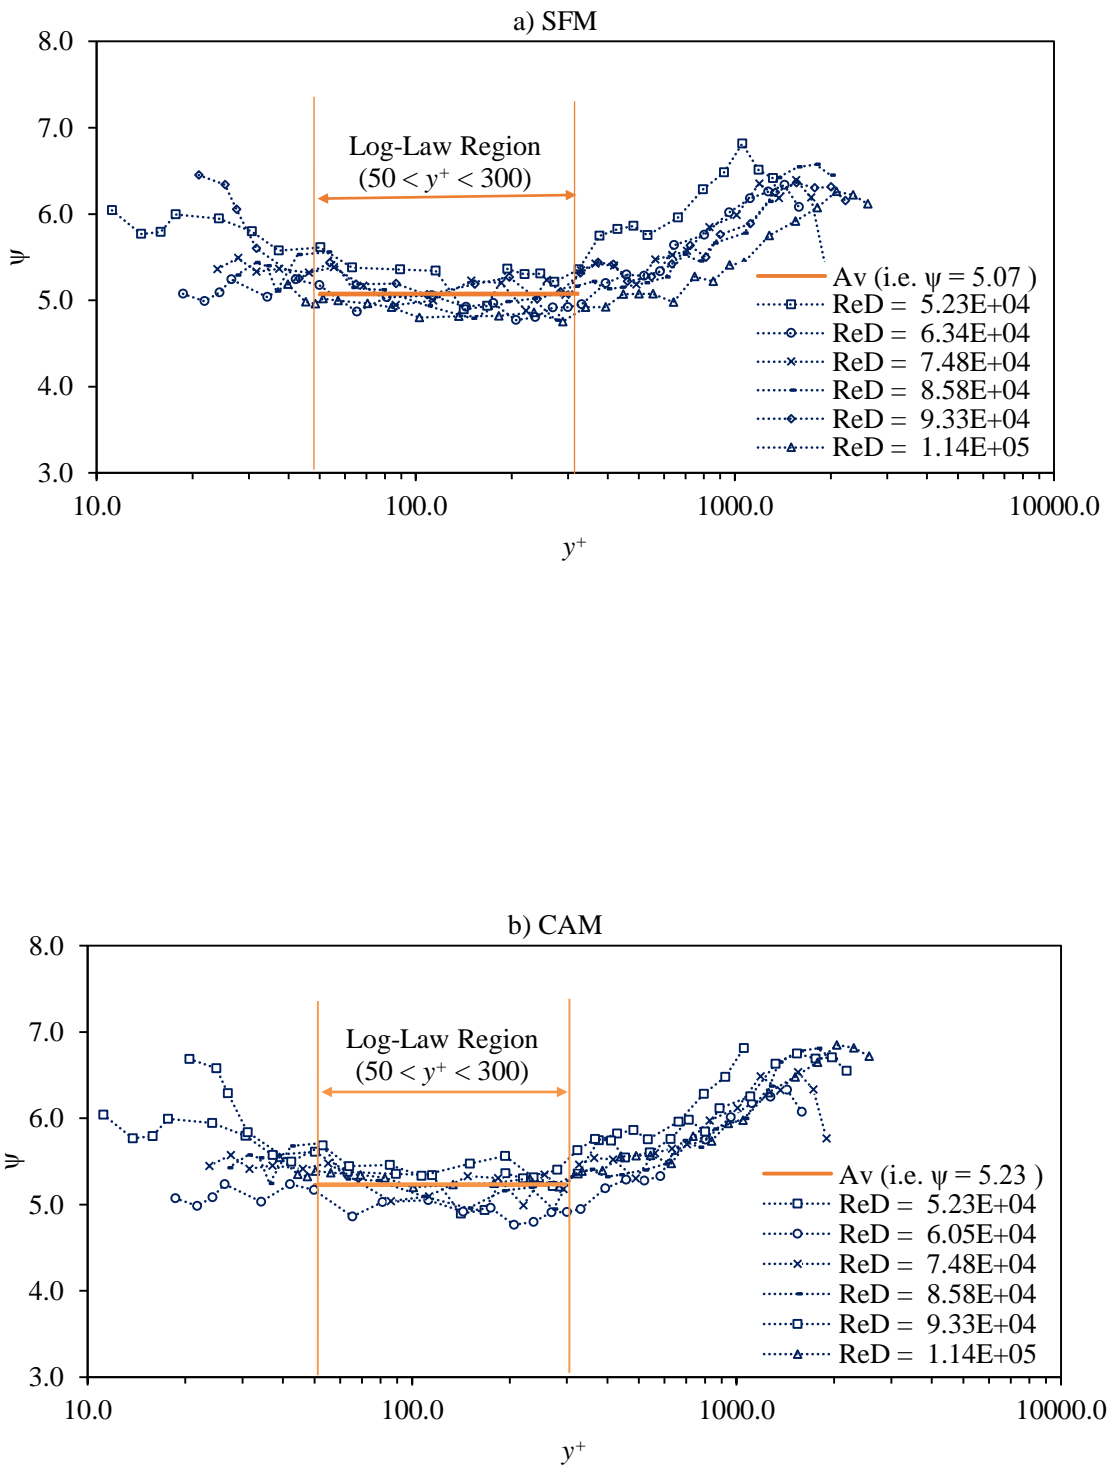 a) SFM
8.0
7.0
6.0
5.0
4.0
3.0
ψ
Log-Law Region
(50 < y⁺ < 300)
Av (i.e. ψ = 5.07 )
ReD = 5.23E+04
ReD = 6.34E+04
ReD = 7.48E+04
ReD = 8.58E+04
ReD = 9.33E+04
ReD = 1.14E+05
10.0 100.0 1000.0 10000.0
y⁺
b) CAM
8.0
7.0
6.0
5.0
4.0
3.0
ψ
Log-Law Region
(50 < y⁺ < 300)
Av (i.e. ψ = 5.23 )
ReD = 5.23E+04
ReD = 6.05E+04
ReD = 7.48E+04
ReD = 8.58E+04
ReD = 9.33E+04
ReD = 1.14E+05
10.0 100.0 1000.0 10000.0
y⁺